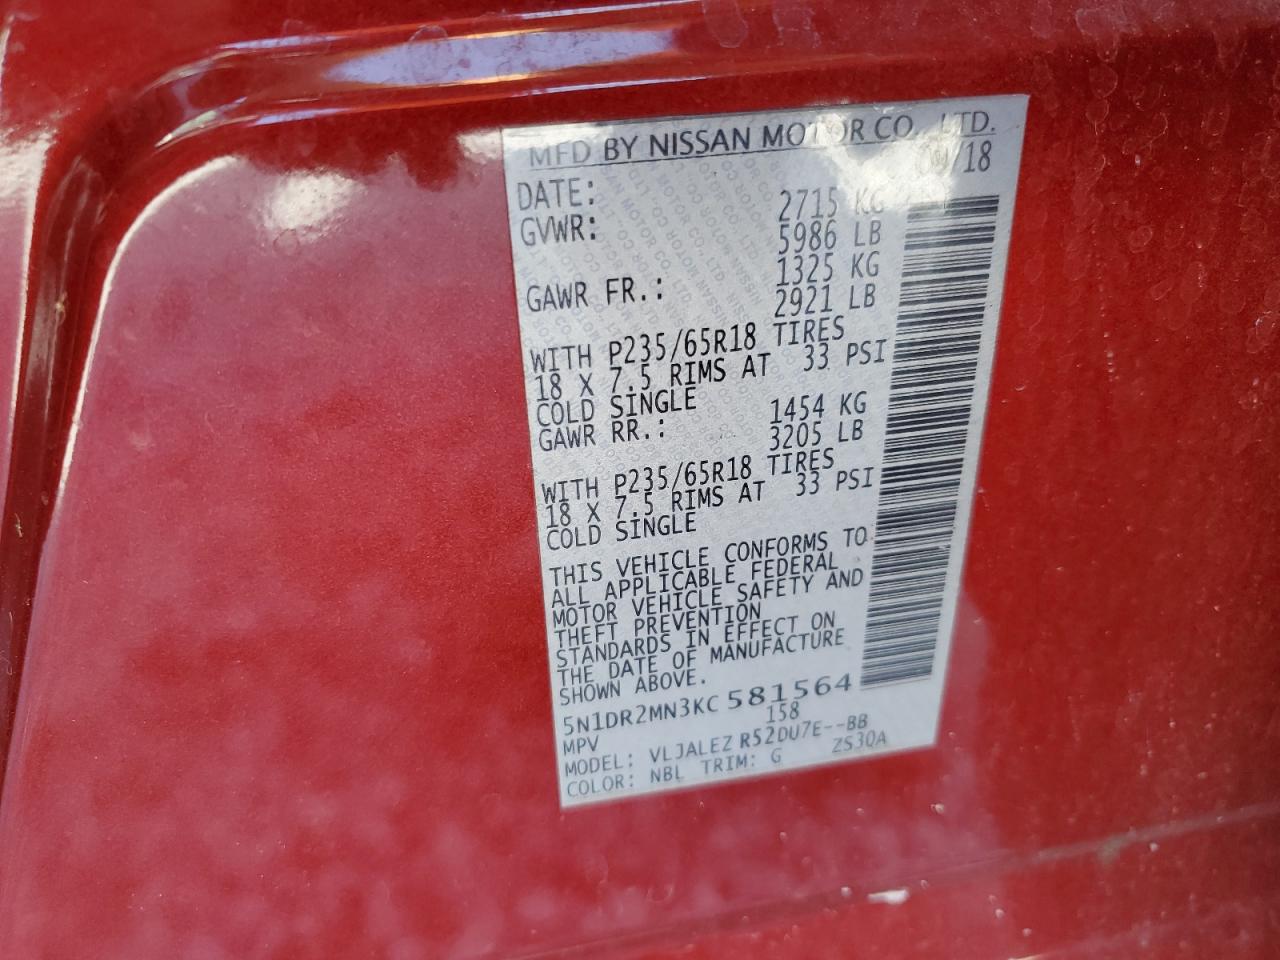 MFD BY NISSAN MOTOR CO., LTD.
DATE: /18
GVWR: 2715 KG
5986 LB
GAWR FR.: 1325 KG
2921 LB
WITH P235/65R18 TIRES
18 X 7.5 RIMS AT 33 PSI
COLD SINGLE
GAWR RR.: 1454 KG
3205 LB
WITH P235/65R18 TIRES
18 X 7.5 RIMS AT 33 PSI
COLD SINGLE
THIS VEHICLE CONFORMS TO
ALL APPLICABLE FEDERAL
MOTOR VEHICLE SAFETY AND
THEFT PREVENTION
STANDARDS IN EFFECT ON
THE DATE OF MANUFACTURE
SHOWN ABOVE.
5N1DR2MN3KC 581564
MPV 158
MODEL: VLJALEZ R52DU7E--BB
COLOR: NBL TRIM: G ZS3QA